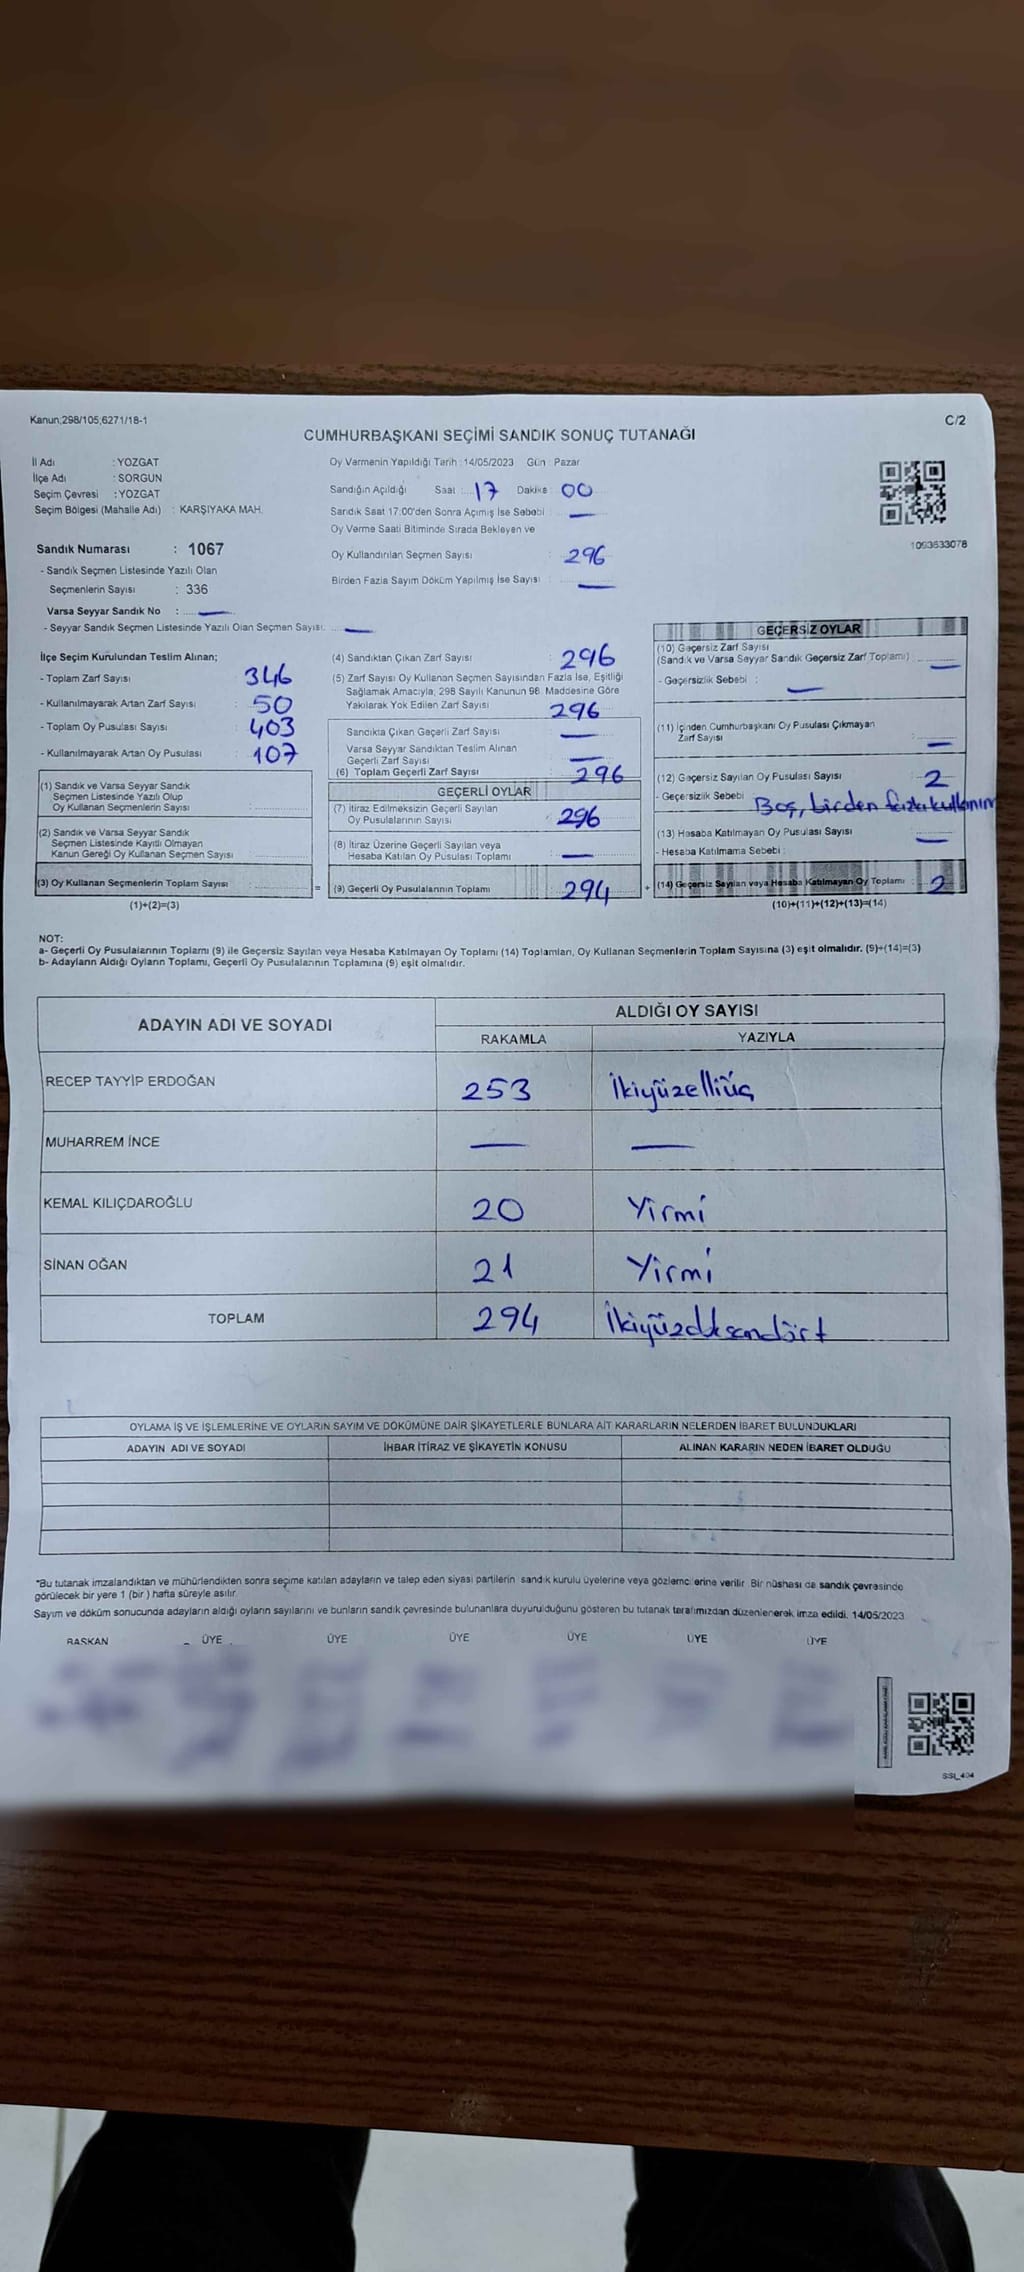 Kanun;298/105,6271/18-1
C/2
CUMHURBAŞKANI SEÇİMİ SANDIK SONUÇ TUTANAĞI
İl Adı : YOZGAT
İlçe Adı : SORGUN
Seçim Çevresi : YOZGAT
Seçim Bölgesi (Mahalle Adı) : KARŞIYAKA MAH.
Sandık Numarası : 1067
- Sandık Seçmen Listesinde Yazılı Olan
Seçmenlerin Sayısı : 336
Varsa Seyyar Sandık No : —
- Seyyar Sandık Seçmen Listesinde Yazılı Olan Seçmen Sayısı: —
Oy Vermenin Yapıldığı Tarih :14/05/2023 Gün : Pazar
Sandığın Açıldığı Saat : 17 Dakika : 00
Sandık Saat 17.00'den Sonra Açılmış İse Sebebi : —
Oy Verme Saati Bitiminde Sırada Bekleyen ve
Oy Kullandırılan Seçmen Sayısı : 296
Birden Fazla Sayım Döküm Yapılmış İse Sayısı : —
1093633078
İlçe Seçim Kurulundan Teslim Alınan;
- Toplam Zarf Sayısı : 346
- Kullanılmayarak Artan Zarf Sayısı : 50
- Toplam Oy Pusulası Sayısı : 403
- Kullanılmayarak Artan Oy Pusulası : 107
(1) Sandık ve Varsa Seyyar Sandık
Seçmen Listesinde Yazılı Olup
Oy Kullanan Seçmenlerin Sayısı :
(2) Sandık ve Varsa Seyyar Sandık
Seçmen Listesinde Kayıtlı Olmayan
Kanun Gereği Oy Kullanan Seçmen Sayısı :
(3) Oy Kullanan Seçmenlerin Toplam Sayısı :
(1)+(2)=(3)
(4) Sandıktan Çıkan Zarf Sayısı : 296
(5) Zarf Sayısı Oy Kullanan Seçmen Sayısından Fazla İse, Eşitliği
Sağlamak Amacıyla, 298 Sayılı Kanunun 98. Maddesine Göre
Yakılarak Yok Edilen Zarf Sayısı : 296
Sandıkta Çıkan Geçerli Zarf Sayısı : —
Varsa Seyyar Sandıktan Teslim Alınan
Geçerli Zarf Sayısı : —
(6) Toplam Geçerli Zarf Sayısı : 296
GEÇERLİ OYLAR
(7) İtiraz Edilmeksizin Geçerli Sayılan
Oy Pusulalarının Sayısı : 296
(8) İtiraz Üzerine Geçerli Sayılan veya
Hesaba Katılan Oy Pusulası Toplamı : —
= (9) Geçerli Oy Pusulalarının Toplamı : 294
GEÇERSİZ OYLAR
(10) Geçersiz Zarf Sayısı
(Sandık ve Varsa Seyyar Sandık Geçersiz Zarf Toplamı) : —
- Geçersizlik Sebebi : —
(11) İçinden Cumhurbaşkanı Oy Pusulası Çıkmayan
Zarf Sayısı : —
(12) Geçersiz Sayılan Oy Pusulası Sayısı : 2
- Geçersizlik Sebebi : Boş, birden fazla kullanım
(13) Hesaba Katılmayan Oy Pusulası Sayısı : —
- Hesaba Katılmama Sebebi :
+ (14) Geçersiz Sayılan veya Hesaba Katılmayan Oy Toplamı : 2
(10)+(11)+(12)+(13)=(14)
NOT:
a- Geçerli Oy Pusulalarının Toplamı (9) ile Geçersiz Sayılan veya Hesaba Katılmayan Oy Toplamı (14) Toplamları, Oy Kullanan Seçmenlerin Toplam Sayısına (3) eşit olmalıdır. (9)+(14)=(3)
b- Adayların Aldığı Oyların Toplamı, Geçerli Oy Pusulalarının Toplamına (9) eşit olmalıdır.
ADAYIN ADI VE SOYADI
ALDIĞI OY SAYISI
RAKAMLA YAZIYLA
RECEP TAYYİP ERDOĞAN 253 İkiyüzelliüç
MUHARREM İNCE — —
KEMAL KILIÇDAROĞLU 20 Yirmi
SİNAN OĞAN 21 Yirmi
TOPLAM 294 İkiyüzdoksandört
OYLAMA İŞ VE İŞLEMLERİNE VE OYLARIN SAYIM VE DÖKÜMÜNE DAİR ŞİKAYETLERLE BUNLARA AİT KARARLARIN NELERDEN İBARET BULUNDUKLARI
ADAYIN ADI VE SOYADI İHBAR İTİRAZ VE ŞİKAYETİN KONUSU ALINAN KARARIN NEDEN İBARET OLDUĞU
"Bu tutanak imzalandıktan ve mühürlendikten sonra seçime katılan adayların ve talep eden siyasi partilerin sandık kurulu üyelerine veya gözlemcilerine verilir. Bir nüshası da sandık çevresinde
görülecek bir yere 1 (bir) hafta süreyle asılır.
Sayım ve döküm sonucunda adayların aldığı oyların sayılarını ve bunların sandık çevresinde bulunanlara duyurulduğunu gösteren bu tutanak tarafımızdan düzenlenerek imza edildi. 14/05/2023
BAŞKAN ÜYE ÜYE ÜYE ÜYE ÜYE ÜYE
SSI_404